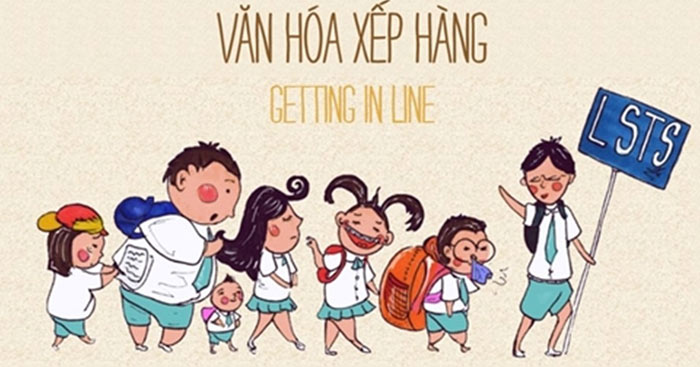 VĂN HÓA XẾP HÀNG
GETTING IN LINE
LSTS